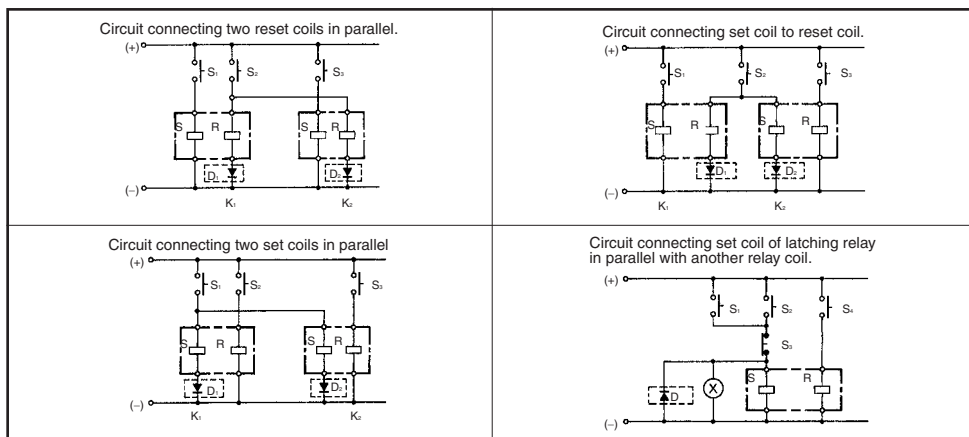 Circuit connecting two reset coils in parallel.
(+)
S₁ S₂ S₃
S R S R
D₁ D₂
(–)
K₁ K₂
Circuit connecting set coil to reset coil.
(+)
S₁ S₂ S₃
S R S R
D₁ D₂
(–)
K₁ K₂
Circuit connecting two set coils in parallel
(+)
S₁ S₂ S₃
S R S R
D₁ D₂
(–)
K₁ K₂
Circuit connecting set coil of latching relay
in parallel with another relay coil.
(+)
S₁ S₂ S₄
S₃
S R
D X
(–)